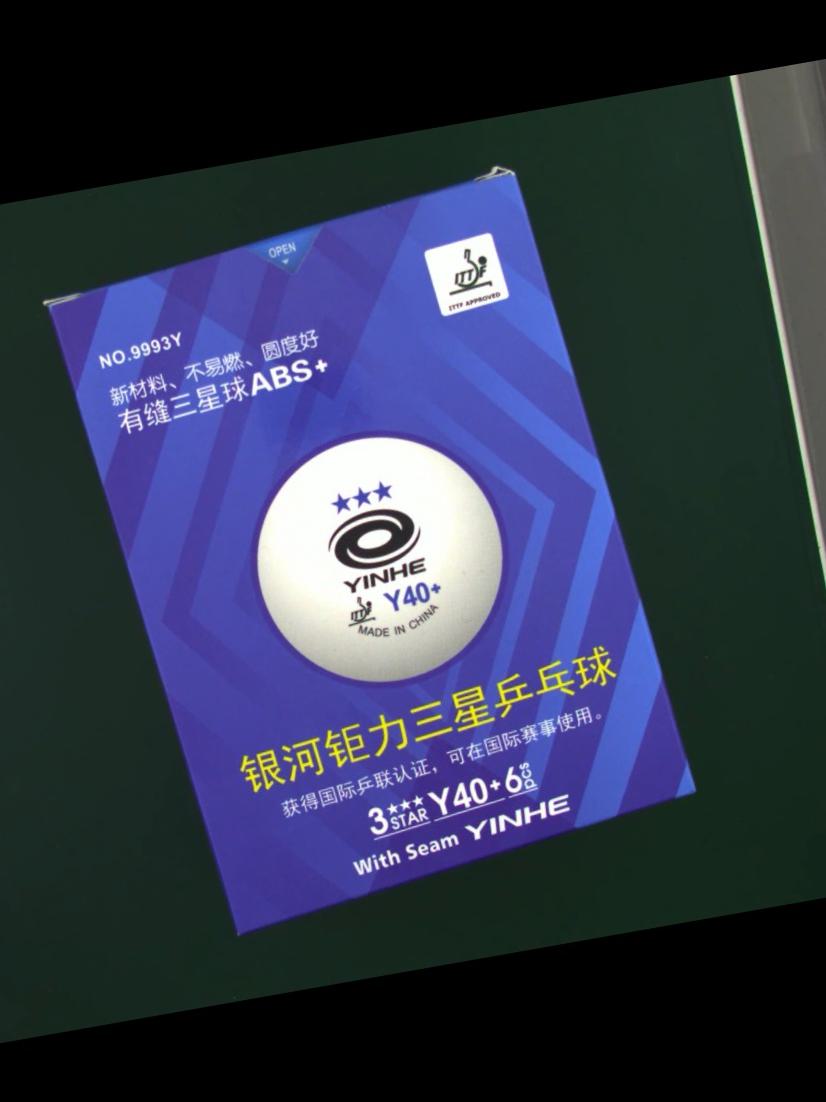 OPEN
ITTF
ITTF APPROVED
NO.9993Y
新材料、不易燃、圆度好
有缝三星球ABS+
YINHE
ITTF Y40+
MADE IN CHINA
银河钜力三星乒乓球
获得国际乒联认证，可在国际赛事使用。
3 STAR Y40+ 6 PCS
With Seam YINHE